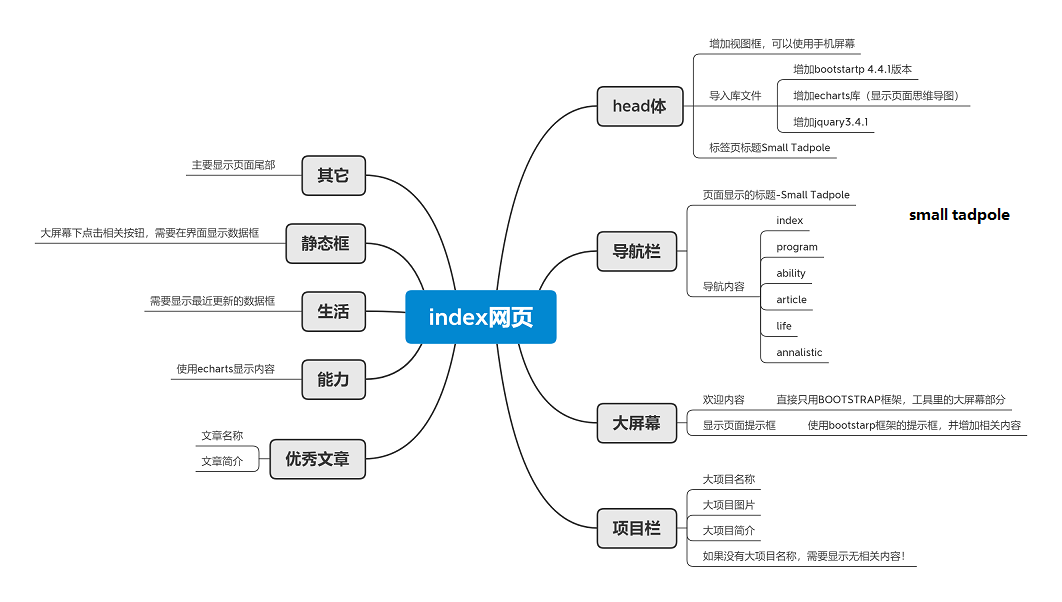 index网页
head体
增加视图框，可以使用手机屏幕
导入库文件
增加bootstartp 4.4.1版本
增加echarts库（显示页面思维导图）
增加jquary3.4.1
标签页标题Small Tadpole
导航栏
页面显示的标题-Small Tadpole
导航内容
index
program
ability
article
life
annalistic
small tadpole
大屏幕
欢迎内容
直接只用BOOTSTRAP框架，工具里的大屏幕部分
显示页面提示框
使用bootstarp框架的提示框，并增加相关内容
项目栏
大项目名称
大项目图片
大项目简介
如果没有大项目名称，需要显示无相关内容！
其它
主要显示页面尾部
静态框
大屏幕下点击相关按钮，需要在界面显示数据框
生活
需要显示最近更新的数据框
能力
使用echarts显示内容
优秀文章
文章名称
文章简介